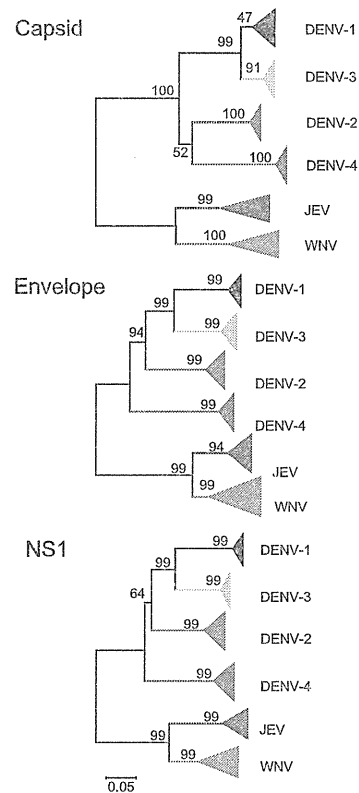 Capsid
47
DENV-1
99
91
DENV-3
100
100
DENV-2
52
100
DENV-4
99
JEV
100
WNV
Envelope
99
DENV-1
99
99
DENV-3
94
99
DENV-2
99
DENV-4
94
JEV
99
99
WNV
NS1
99
DENV-1
99
99
DENV-3
64
99
DENV-2
99
DENV-4
99
JEV
99
99
WNV
0.05